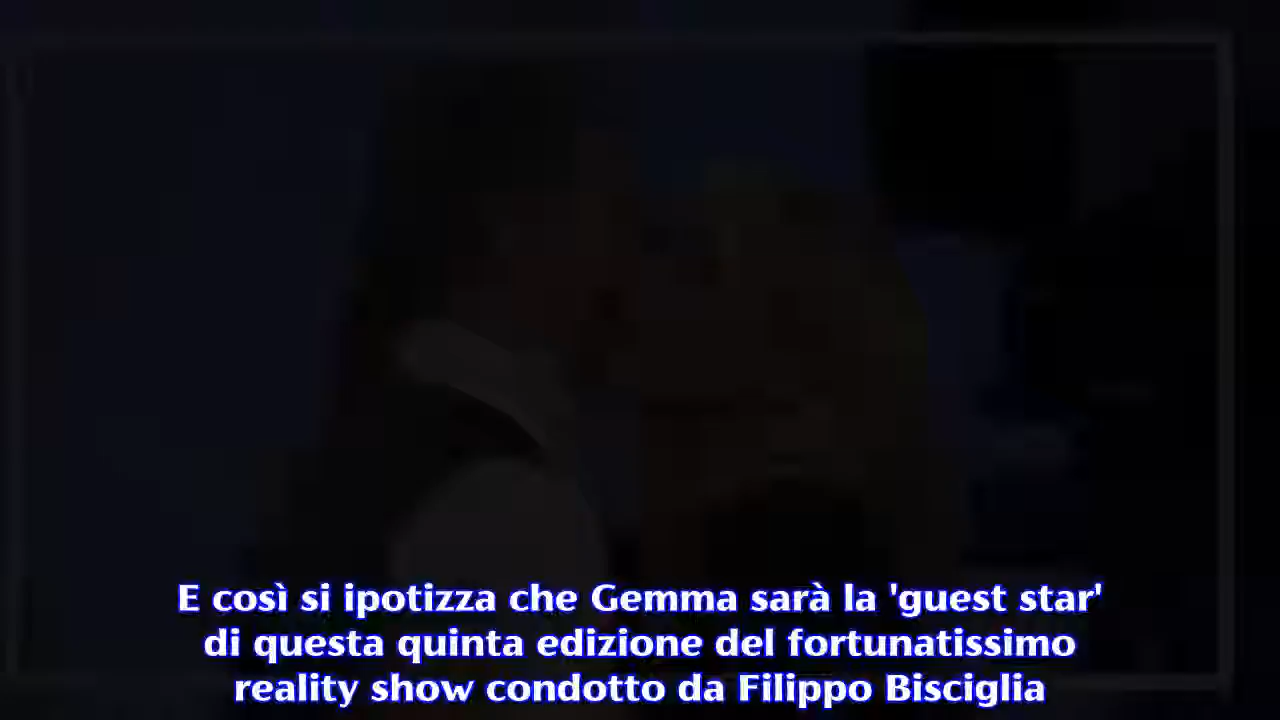 E così si ipotizza che Gemma sarà la 'guest star'
di questa quinta edizione del fortunatissimo
reality show condotto da Filippo Bisciglia